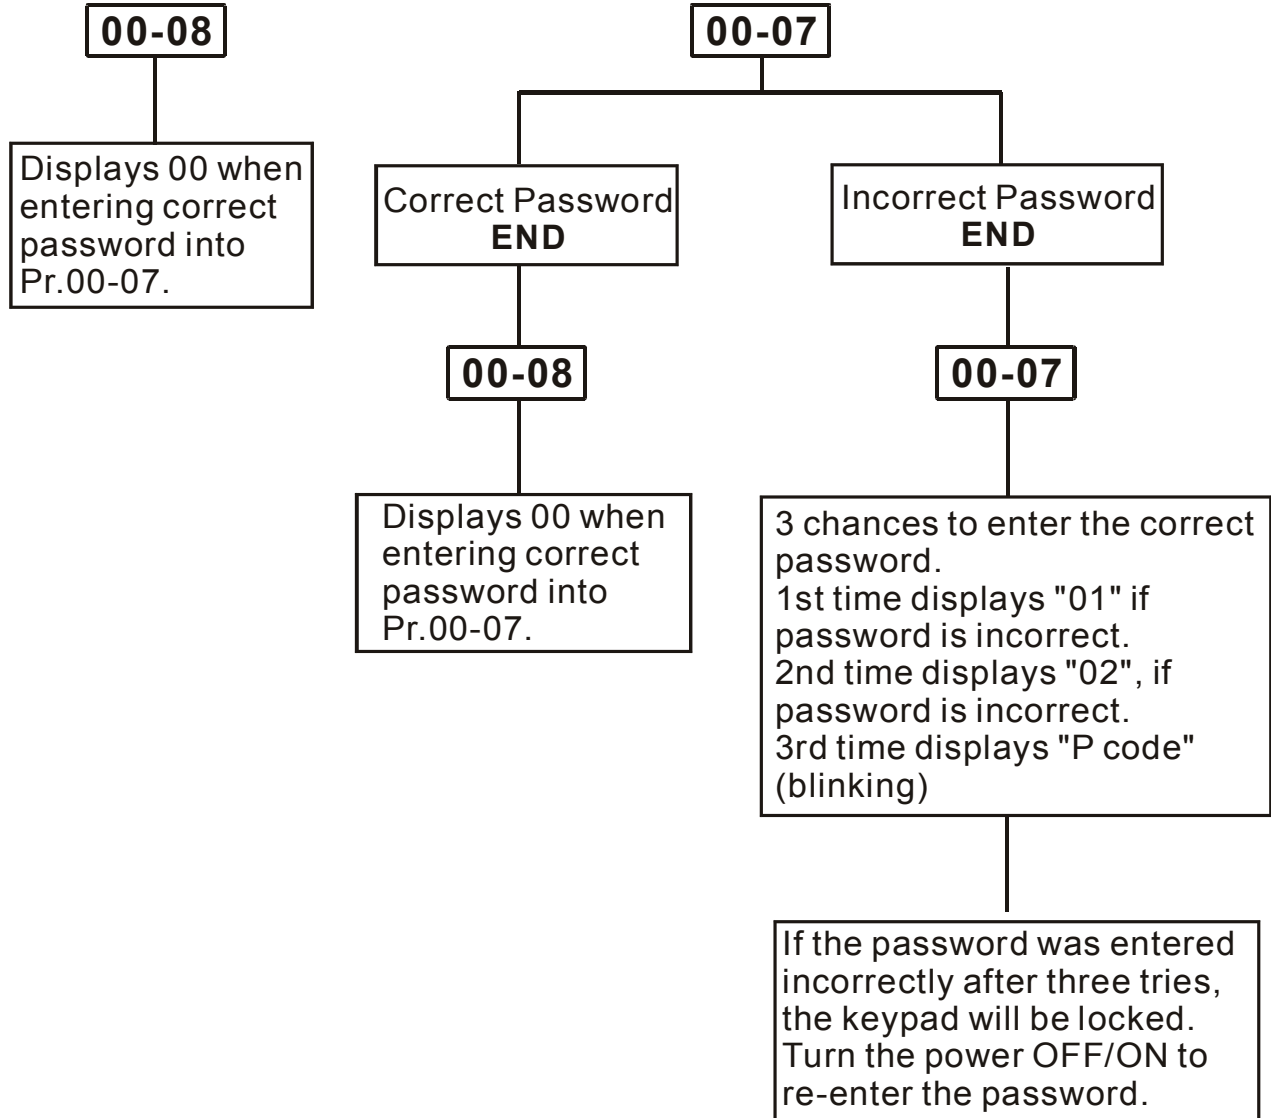 00-08
Displays 00 when
entering correct
password into
Pr.00-07.
00-07
Correct Password
END
00-08
Displays 00 when
entering correct
password into
Pr.00-07.
Incorrect Password
END
00-07
3 chances to enter the correct
password.
1st time displays "01" if
password is incorrect.
2nd time displays "02", if
password is incorrect.
3rd time displays "P code"
(blinking)
If the password was entered
incorrectly after three tries,
the keypad will be locked.
Turn the power OFF/ON to
re-enter the password.